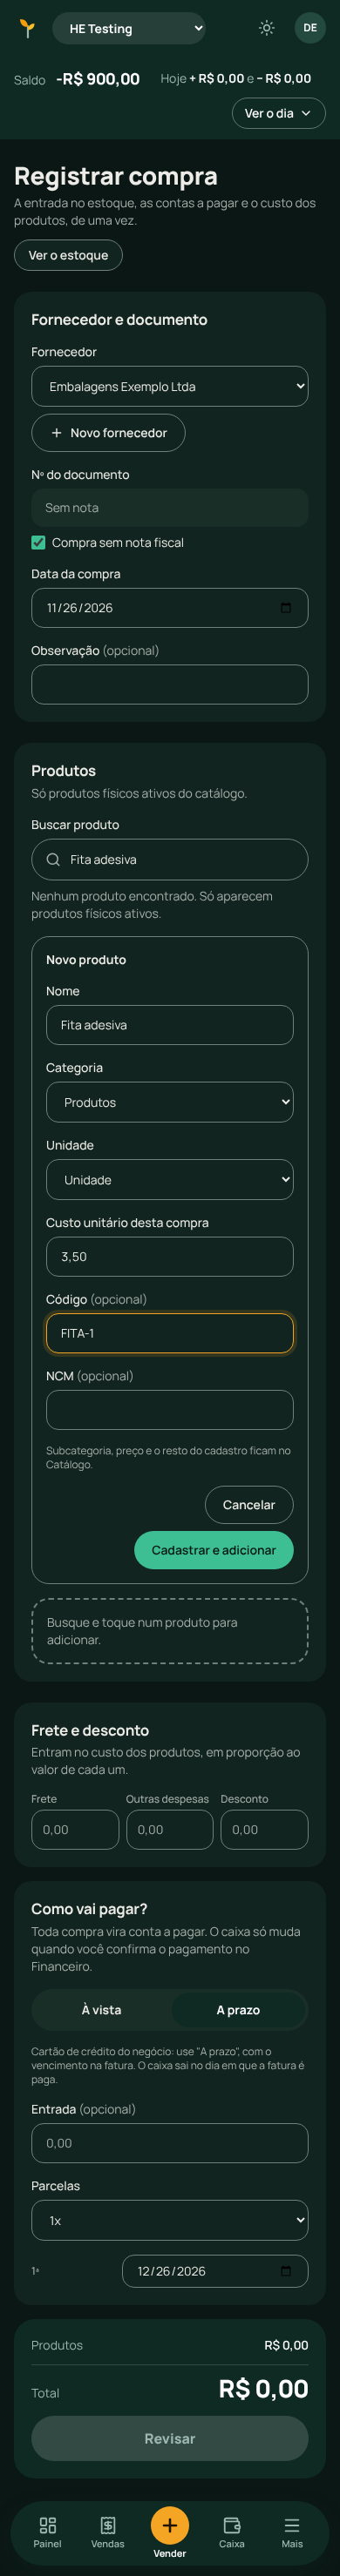 HE Testing
DE
Saldo -R$ 900,00
Hoje + R$ 0,00 e − R$ 0,00
Ver o dia
Registrar compra
A entrada no estoque, as contas a pagar e o custo dos
produtos, de uma vez.
Ver o estoque
Fornecedor e documento
Fornecedor
Embalagens Exemplo Ltda
+ Novo fornecedor
Nº do documento
Sem nota
Compra sem nota fiscal
Data da compra
11/26/2026
Observação (opcional)
Produtos
Só produtos físicos ativos do catálogo.
Buscar produto
Fita adesiva
Nenhum produto encontrado. Só aparecem
produtos físicos ativos.
Novo produto
Nome
Fita adesiva
Categoria
Produtos
Unidade
Unidade
Custo unitário desta compra
3,50
Código (opcional)
FITA-1
NCM (opcional)
Subcategoria, preço e o resto do cadastro ficam no
Catálogo.
Cancelar
Cadastrar e adicionar
Busque e toque num produto para
adicionar.
Frete e desconto
Entram no custo dos produtos, em proporção ao
valor de cada um.
Frete Outras despesas Desconto
0,00 0,00 0,00
Como vai pagar?
Toda compra vira conta a pagar. O caixa só muda
quando você confirma o pagamento no
Financeiro.
À vista A prazo
Cartão de crédito do negócio: use "A prazo", com o
vencimento na fatura. O caixa sai no dia em que a fatura é
paga.
Entrada (opcional)
0,00
Parcelas
1x
1ª 12/26/2026
Produtos R$ 0,00
Total R$ 0,00
Revisar
Painel Vendas Vender Caixa Mais